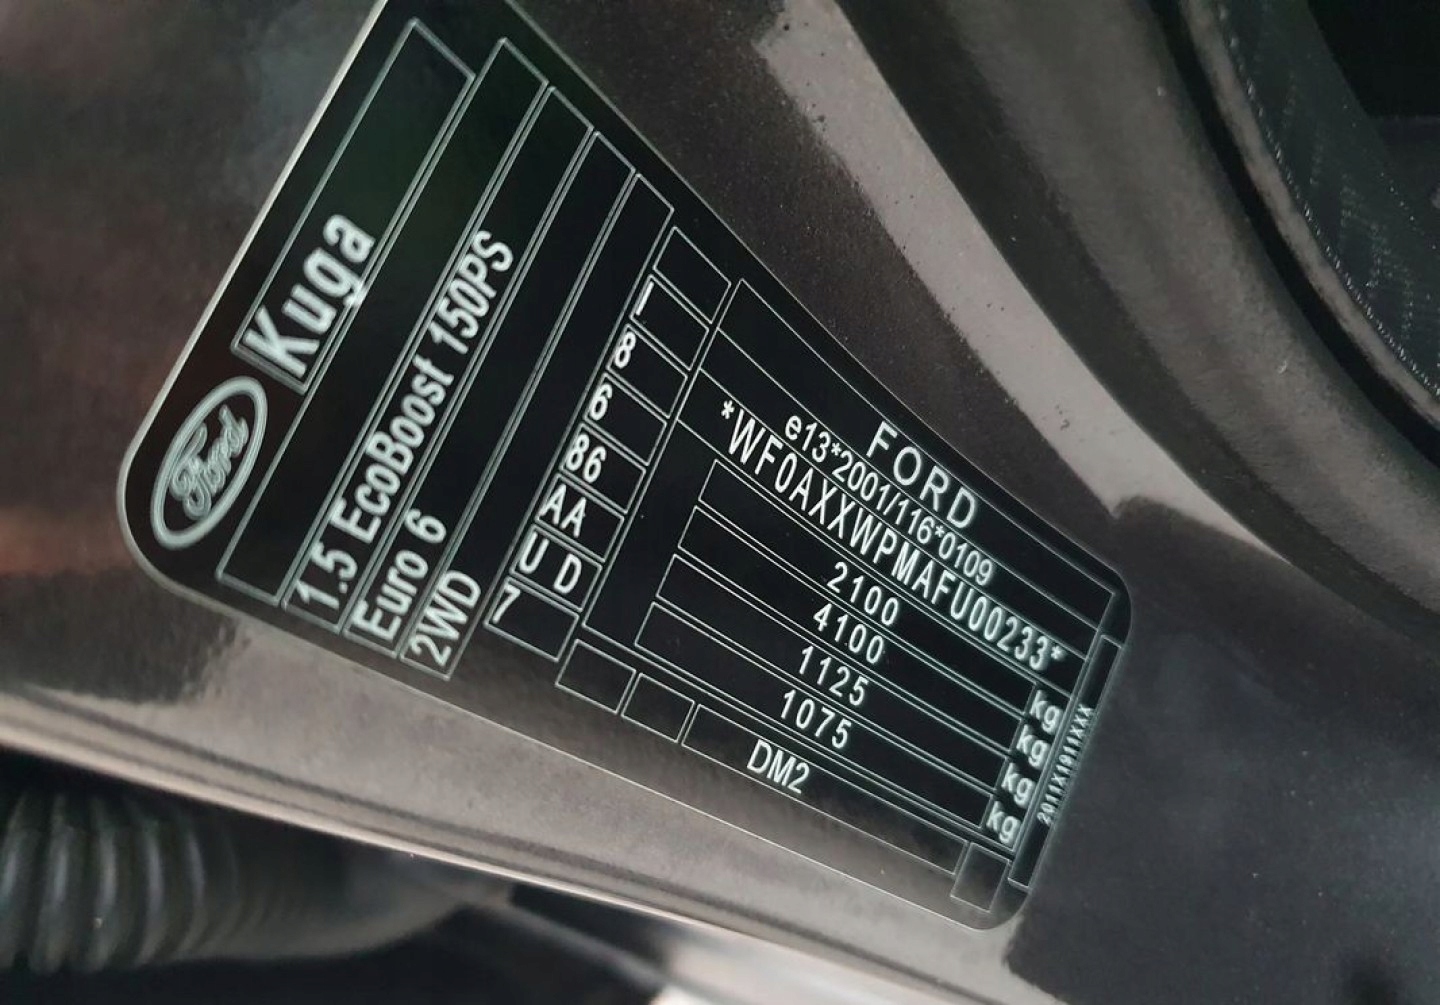 Ford
Kuga
1.5 EcoBoost 150PS
Euro 6
2WD
I
8
6
86
AA
U D
7
FORD
e13*2001/116*0109
*WF0AXXWPMAFU00233*
2100 kg
4100 kg
1125 kg
1075 kg
DM2
2011X1911XXX